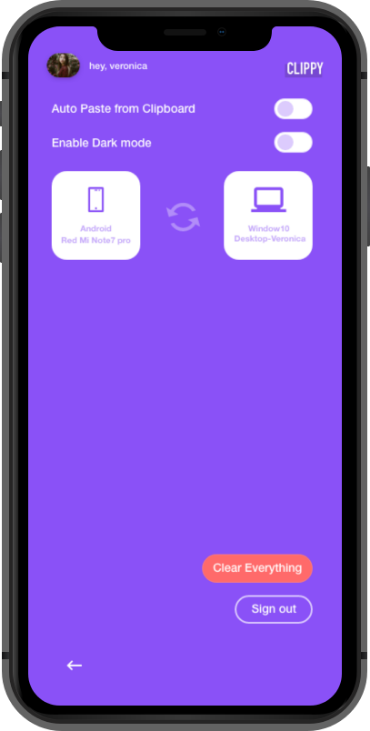 hey, veronica
CLIPPY
Auto Paste from Clipboard
Enable Dark mode
Android
Red Mi Note7 pro
Window10
Desktop-Veronica
Clear Everything
Sign out